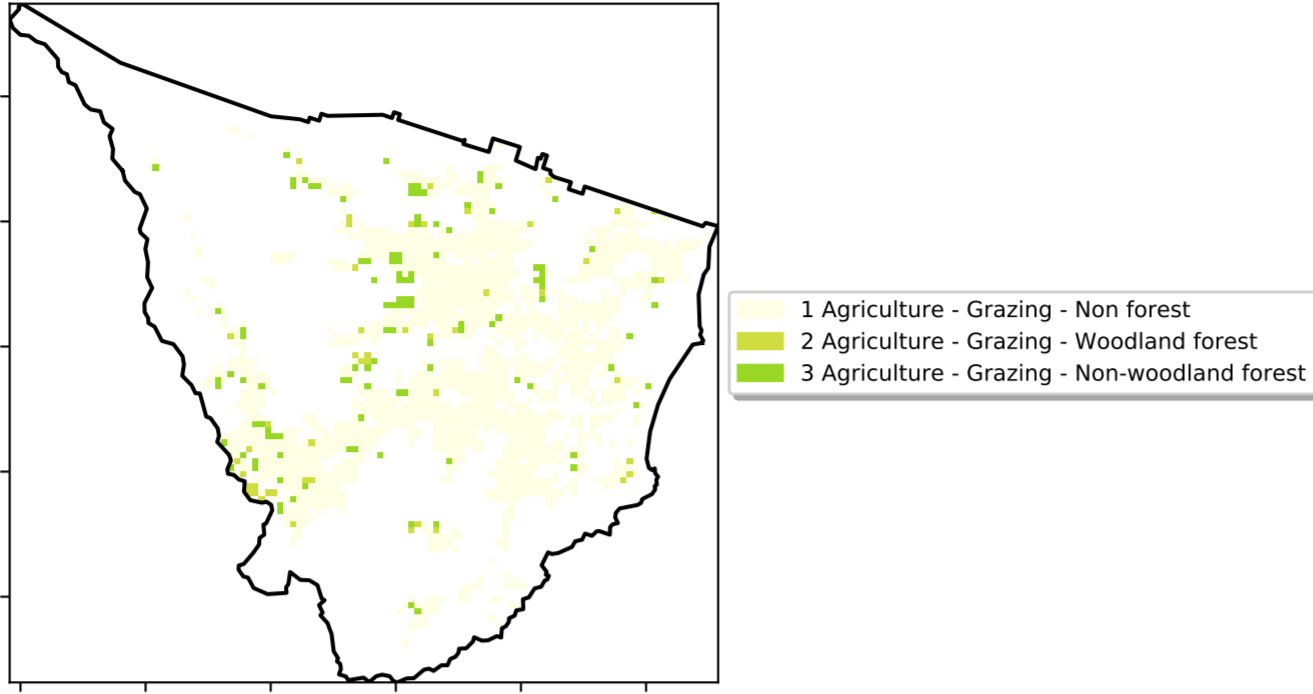 1 Agriculture - Grazing - Non forest
2 Agriculture - Grazing - Woodland forest
3 Agriculture - Grazing - Non-woodland forest